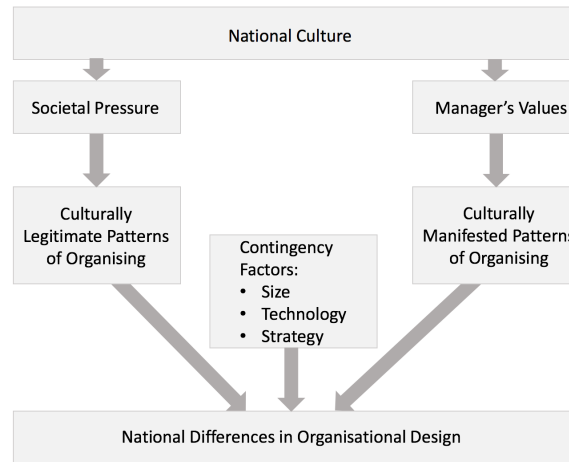 National Culture
Societal Pressure
Manager's Values
Culturally
Legitimate Patterns
of Organising
Culturally
Manifested Patterns
of Organising
Contingency
Factors:
• Size
• Technology
• Strategy
National Differences in Organisational Design